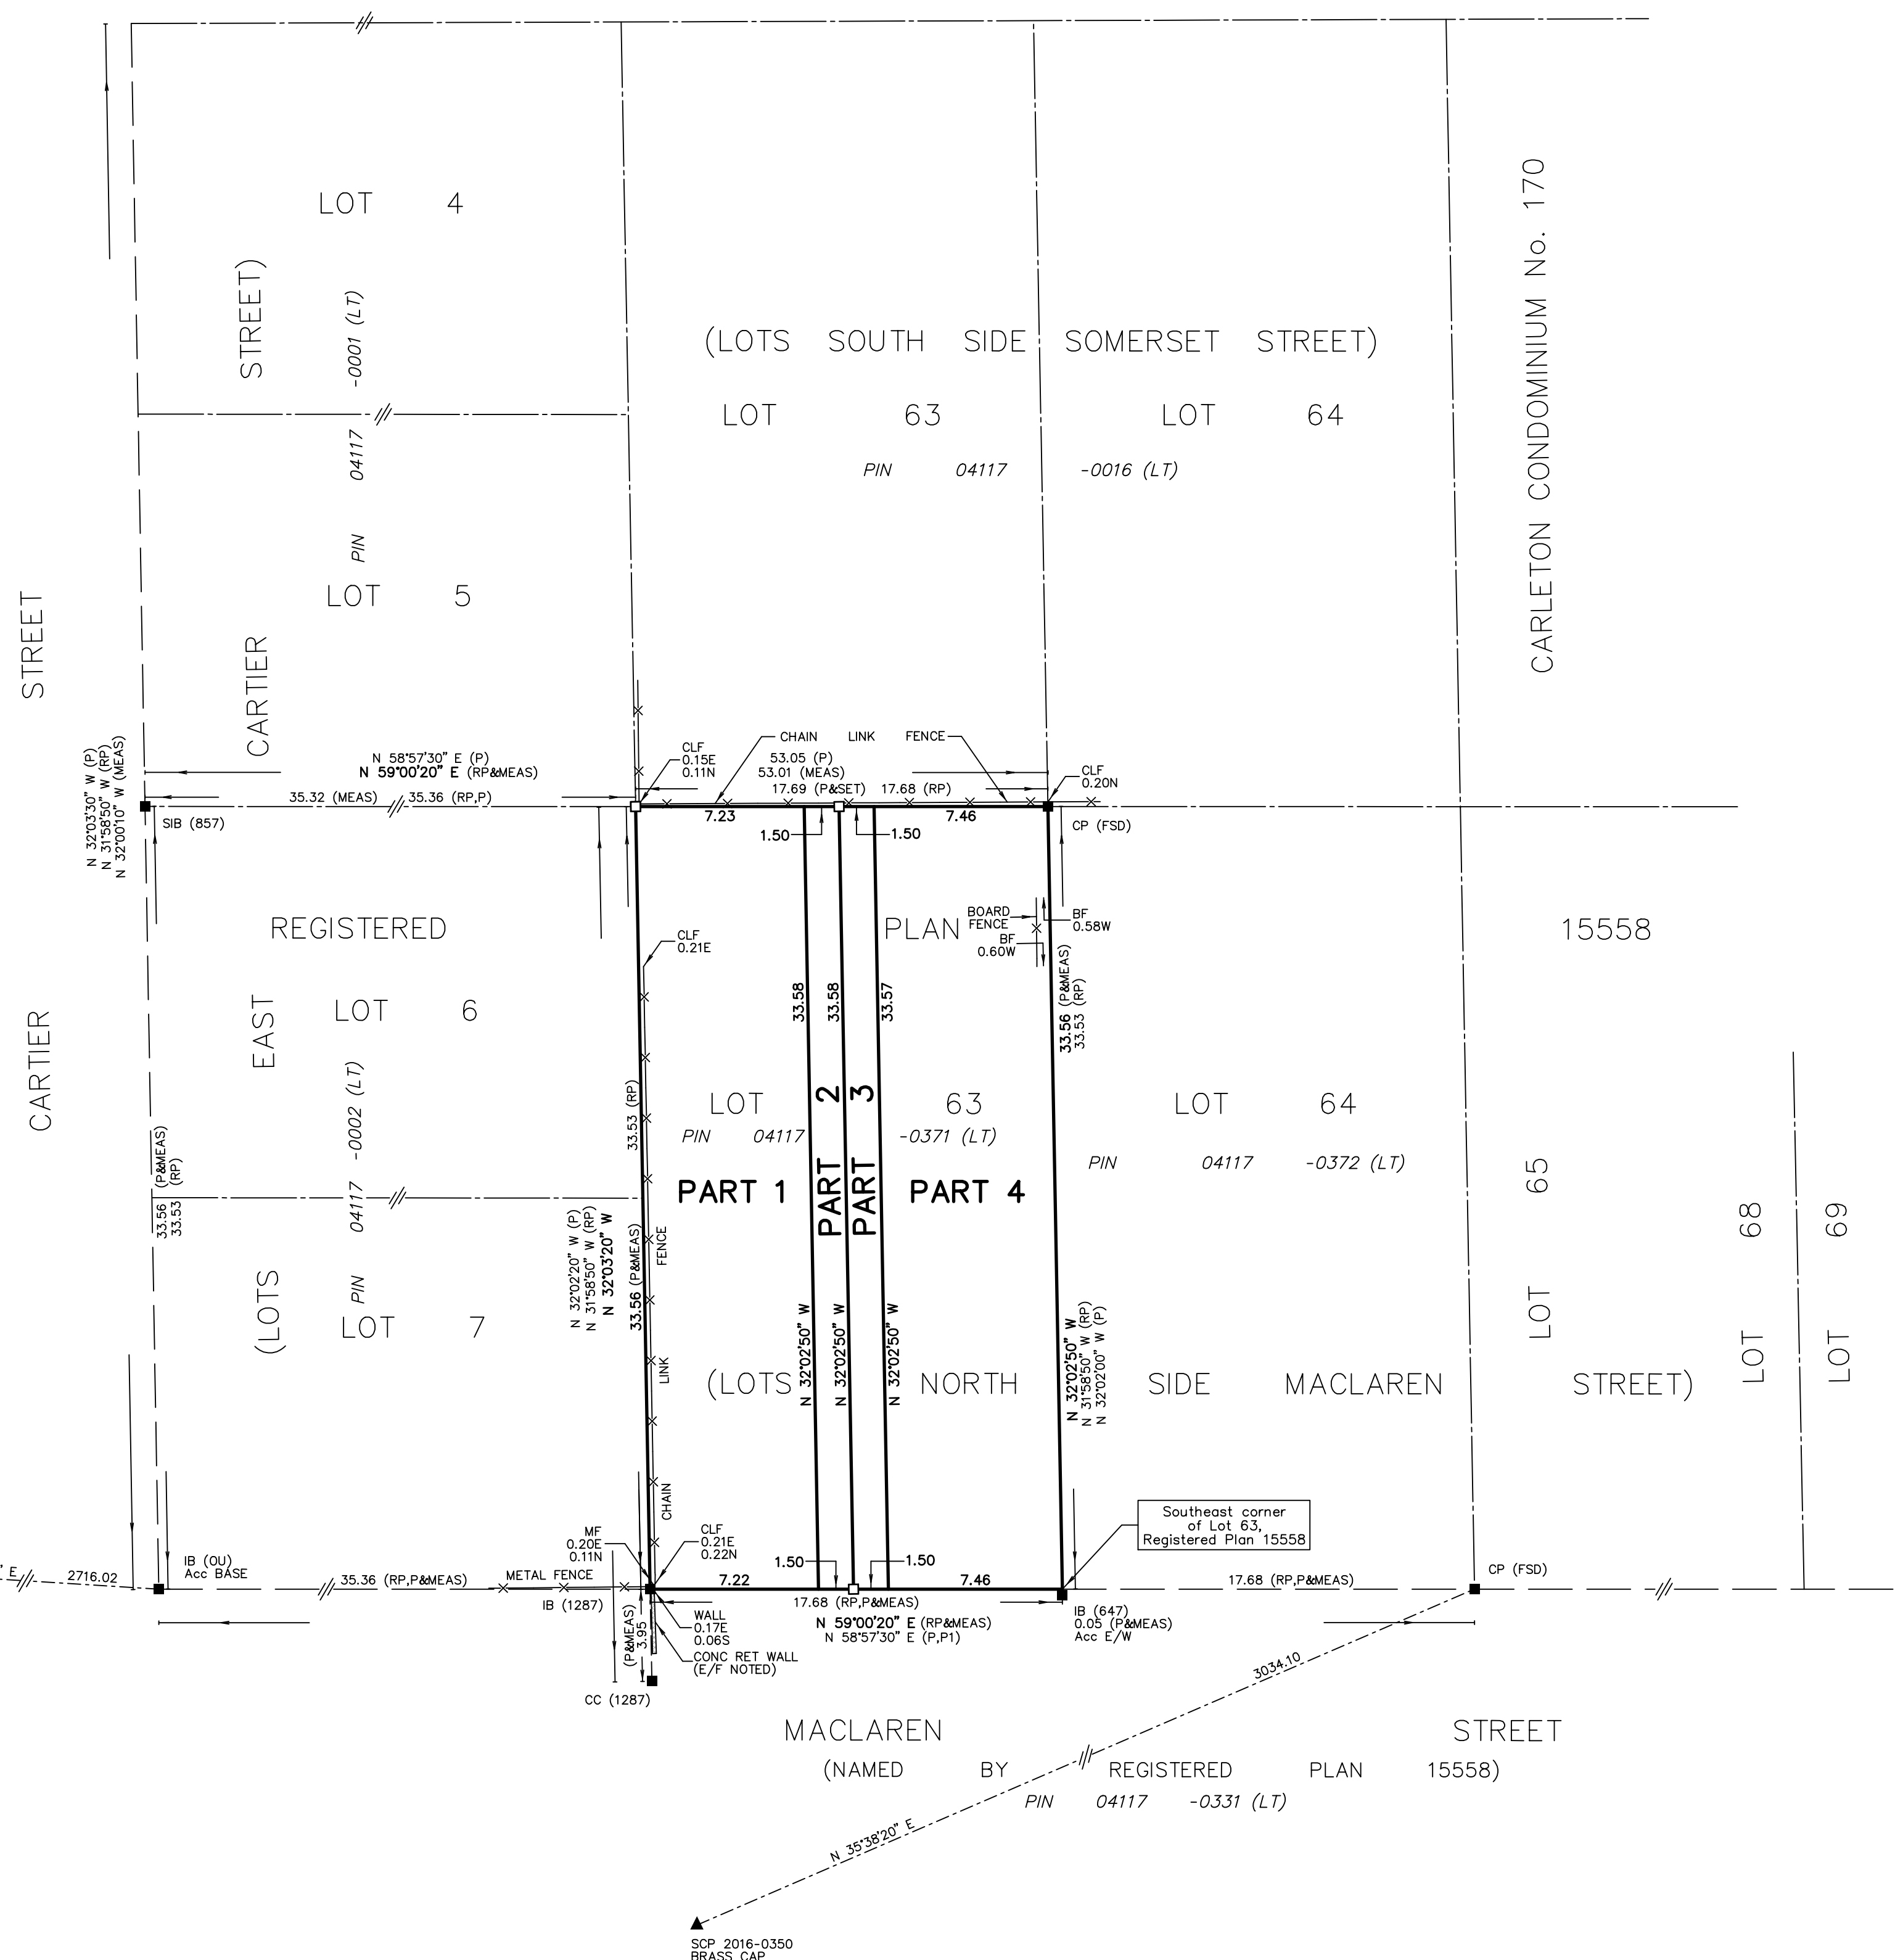 LOT 4
STREET)
PIN 04117 -0001 (LT)
(LOTS SOUTH SIDE SOMERSET STREET)
LOT 63
LOT 64
PIN 04117 -0016 (LT)
CARLETON CONDOMINIUM No. 170
LOT 5
CARTIER
STREET
N 32°03'30" W (P)
N 31°58'50" W (RP)
N 32°00'10" W (MEAS)
N 58°57'30" E (P)
N 59°00'20" E (RP&MEAS)
35.32 (MEAS) 35.36 (RP,P)
SIB (857)
CLF
0.15E
0.11N
CHAIN LINK FENCE
53.05 (P)
53.01 (MEAS)
17.69 (P&SET) 17.68 (RP)
CLF
0.20N
7.23
1.50
1.50
7.46
CP (FSD)
REGISTERED PLAN 15558
BOARD
FENCE
BF
0.58W
BF
0.60W
CLF
0.21E
33.58
33.58
33.57
33.56 (P&MEAS)
33.53 (RP)
EAST
LOT 6
CARTIER
PIN 04117 -0002 (LT)
33.56 (P&MEAS)
33.53 (RP)
33.53 (RP)
33.56 (P&MEAS)
LOT 63
PIN 04117 -0371 (LT)
PART 1
PART 2
PART 3
PART 4
LOT 64
PIN 04117 -0372 (LT)
LOT 65
LOT 68
LOT 69
N 32°02'20" W (P)
N 31°58'50" W (RP)
N 32°03'20" W
CHAIN LINK FENCE
(LOTS
LOT 7
N 32°02'50" W
N 32°02'50" W
N 32°02'50" W
N 32°02'50" W
N 31°58'50" W (RP)
N 32°02'00" W (P)
(LOTS NORTH SIDE MACLAREN STREET)
Southeast corner
of Lot 63,
Registered Plan 15558
MF
0.20E
0.11N
CLF
0.21E
0.22N
1.50
1.50
" E
2716.02
IB (OU)
Acc BASE
35.36 (RP,P&MEAS)
METAL FENCE
7.22
7.46
17.68 (RP,P&MEAS)
CP (FSD)
IB (1287)
17.68 (RP,P&MEAS)
N 59°00'20" E (RP&MEAS)
N 58°57'30" E (P,P1)
IB (647)
0.05 (P&MEAS)
Acc E/W
WALL
0.17E
0.06S
CONC RET WALL
(E/F NOTED)
(P&MEAS)
3.95
CC (1287)
3034.10
MACLAREN STREET
(NAMED BY REGISTERED PLAN 15558)
PIN 04117 -0331 (LT)
N 35°38'20" E
SCP 2016-0350
BRASS CAP